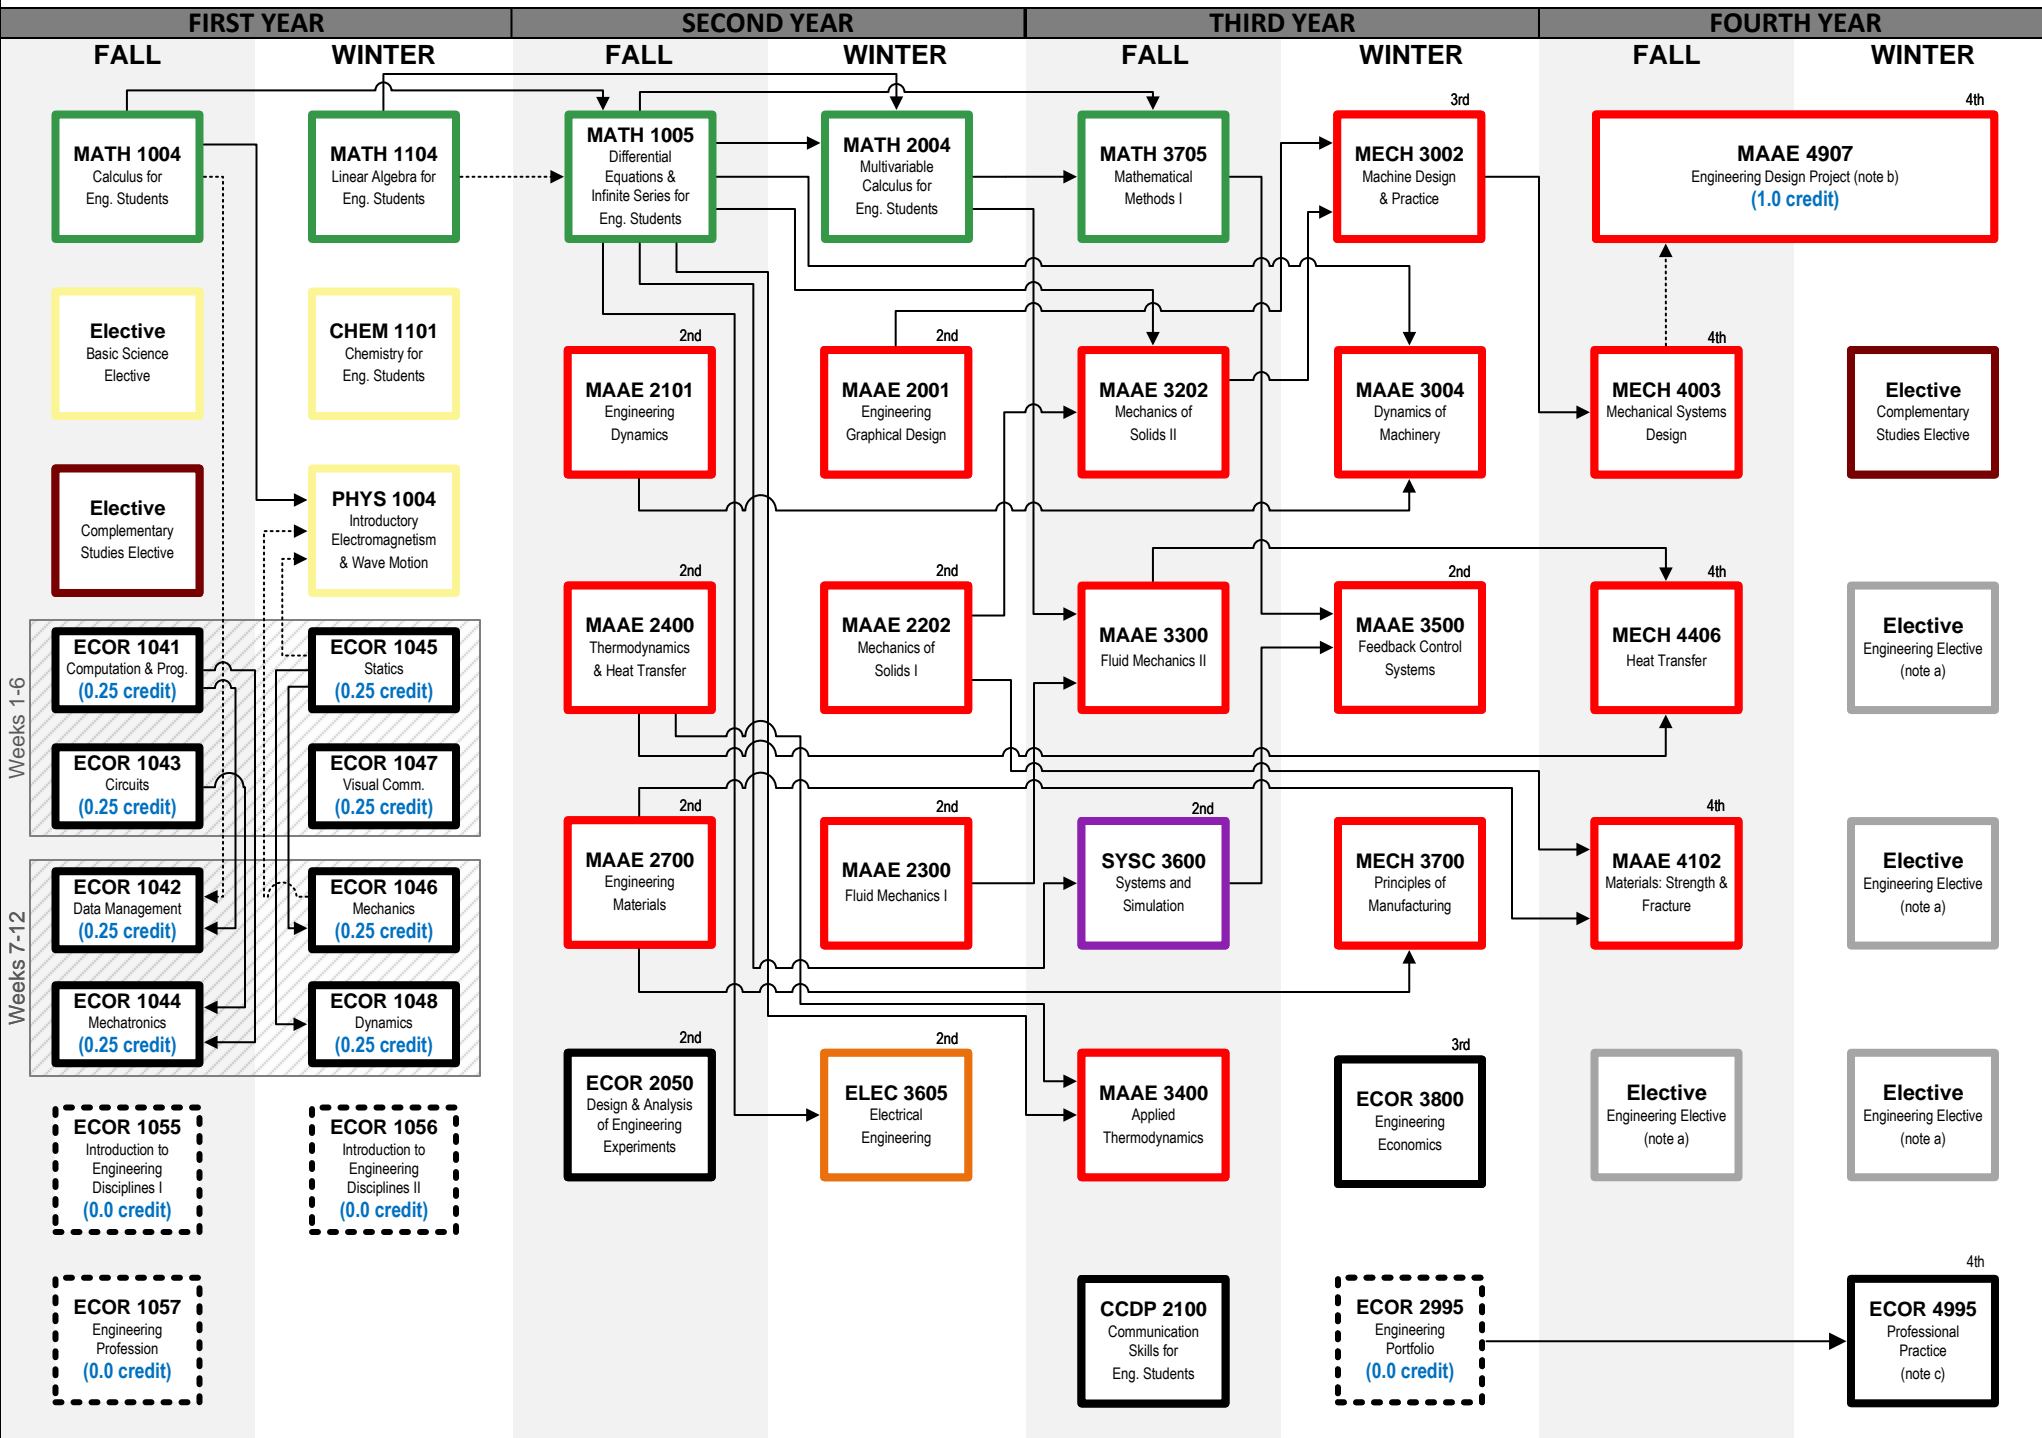 FIRST YEAR
SECOND YEAR
THIRD YEAR
FOURTH YEAR
FALL
WINTER
FALL
WINTER
FALL
WINTER
FALL
WINTER
MATH 1004
Calculus for
Eng. Students
MATH 1104
Linear Algebra for
Eng. Students
MATH 1005
Differential
Equations &
Infinite Series for
Eng. Students
MATH 2004
Multivariable
Calculus for
Eng. Students
MATH 3705
Mathematical
Methods I
3rd
MECH 3002
Machine Design
& Practice
4th
MAAE 4907
Engineering Design Project (note b)
(1.0 credit)
Elective
Basic Science
Elective
CHEM 1101
Chemistry for
Eng. Students
2nd
MAAE 2101
Engineering
Dynamics
2nd
MAAE 2001
Engineering
Graphical Design
MAAE 3202
Mechanics of
Solids II
MAAE 3004
Dynamics of
Machinery
4th
MECH 4003
Mechanical Systems
Design
Elective
Complementary
Studies Elective
Elective
Complementary
Studies Elective
PHYS 1004
Introductory
Electromagnetism
& Wave Motion
2nd
MAAE 2400
Thermodynamics
& Heat Transfer
2nd
MAAE 2202
Mechanics of
Solids I
MAAE 3300
Fluid Mechanics II
2nd
MAAE 3500
Feedback Control
Systems
4th
MECH 4406
Heat Transfer
Elective
Engineering Elective
(note a)
Weeks 1-6
ECOR 1041
Computation & Prog.
(0.25 credit)
ECOR 1045
Statics
(0.25 credit)
ECOR 1043
Circuits
(0.25 credit)
ECOR 1047
Visual Comm.
(0.25 credit)
2nd
MAAE 2700
Engineering
Materials
2nd
MAAE 2300
Fluid Mechanics I
2nd
SYSC 3600
Systems and
Simulation
MECH 3700
Principles of
Manufacturing
4th
MAAE 4102
Materials: Strength &
Fracture
Elective
Engineering Elective
(note a)
Weeks 7-12
ECOR 1042
Data Management
(0.25 credit)
ECOR 1046
Mechanics
(0.25 credit)
ECOR 1044
Mechatronics
(0.25 credit)
ECOR 1048
Dynamics
(0.25 credit)
2nd
ECOR 2050
Design & Analysis
of Engineering
Experiments
2nd
ELEC 3605
Electrical
Engineering
MAAE 3400
Applied
Thermodynamics
3rd
ECOR 3800
Engineering
Economics
Elective
Engineering Elective
(note a)
Elective
Engineering Elective
(note a)
ECOR 1055
Introduction to
Engineering
Disciplines I
(0.0 credit)
ECOR 1056
Introduction to
Engineering
Disciplines II
(0.0 credit)
ECOR 1057
Engineering
Profession
(0.0 credit)
CCDP 2100
Communication
Skills for
Eng. Students
ECOR 2995
Engineering
Portfolio
(0.0 credit)
4th
ECOR 4995
Professional
Practice
(note c)